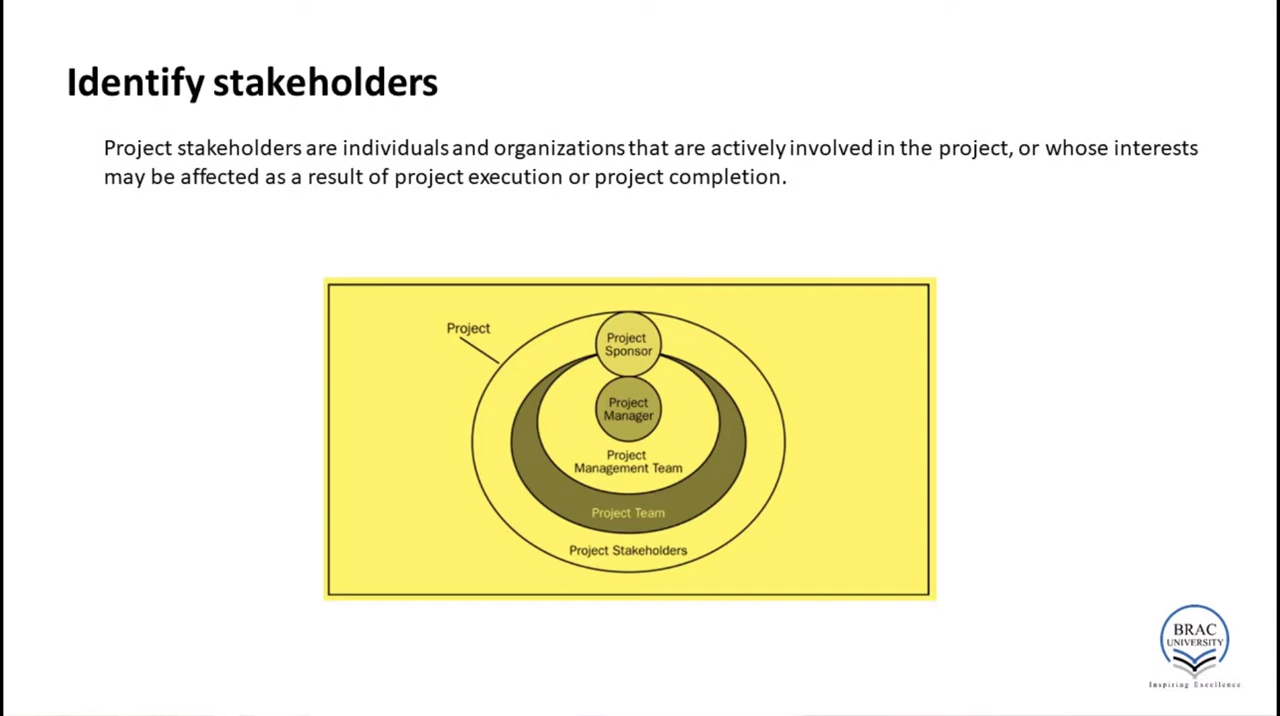 Identify stakeholders
Project stakeholders are individuals and organizations that are actively involved in the project, or whose interests
may be affected as a result of project execution or project completion.
Project
Project
Sponsor
Project
Manager
Project
Management Team
Project Team
Project Stakeholders
BRAC
UNIVERSITY
Inspiring Excellence